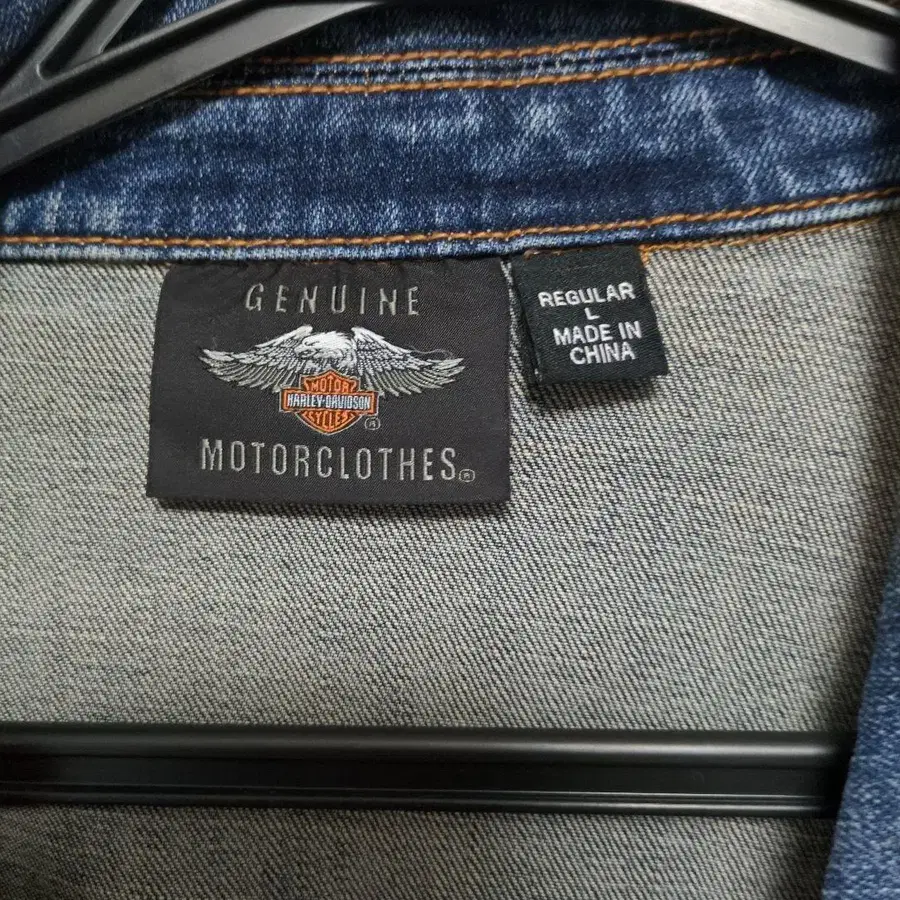 GENUINE
MOTOR
HARLEY-DAVIDSON
CYCLES
®
MOTORCLOTHES®
REGULAR
L
MADE IN
CHINA